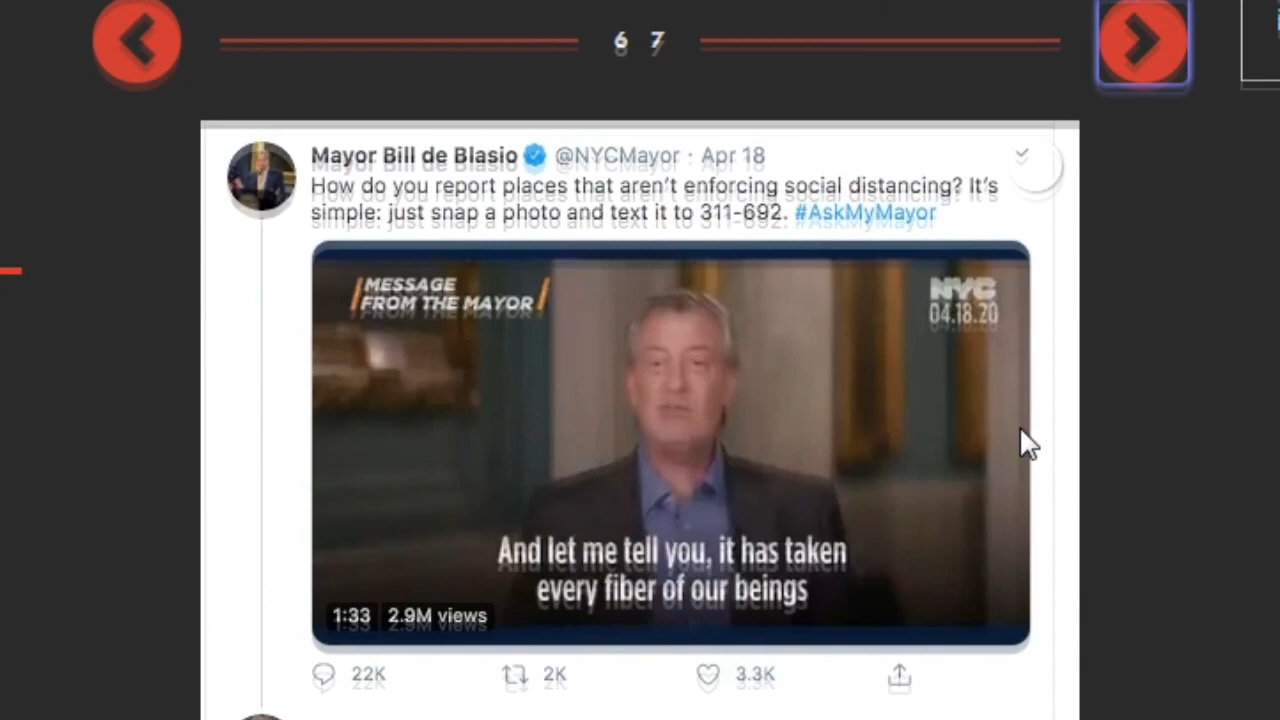 6 7
Mayor Bill de Blasio @NYCMayor · Apr 18
How do you report places that aren't enforcing social distancing? It's
simple: just snap a photo and text it to 311-692. #AskMyMayor
MESSAGE
FROM THE MAYOR
NYC
04.18.20
And let me tell you, it has taken
every fiber of our beings
1:33 2.9M views
22K 2K 3.3K